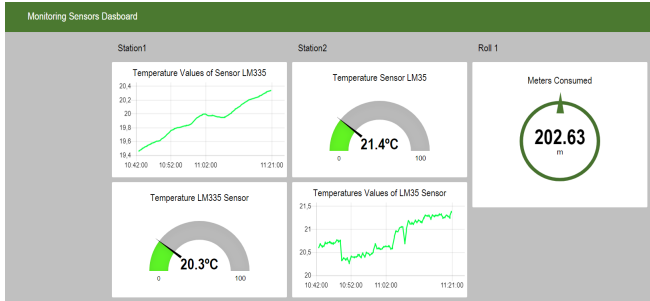 Monitoring Sensors Dasboard
Station1
Temperature Values of Sensor LM335
20,4
20,2
20
19,8
19,6
19,4
10:42:00 10:52:00 11:02:00 11:21:00
Temperature LM335 Sensor
20.3ºC
0 100
Station2
Temperature Sensor LM35
21.4ºC
0 100
Temperatures Values of LM35 Sensor
21,5
21
20,5
20
10:42:00 10:52:00 11:02:00 11:21:00
Roll 1
Meters Consumed
202.63
m